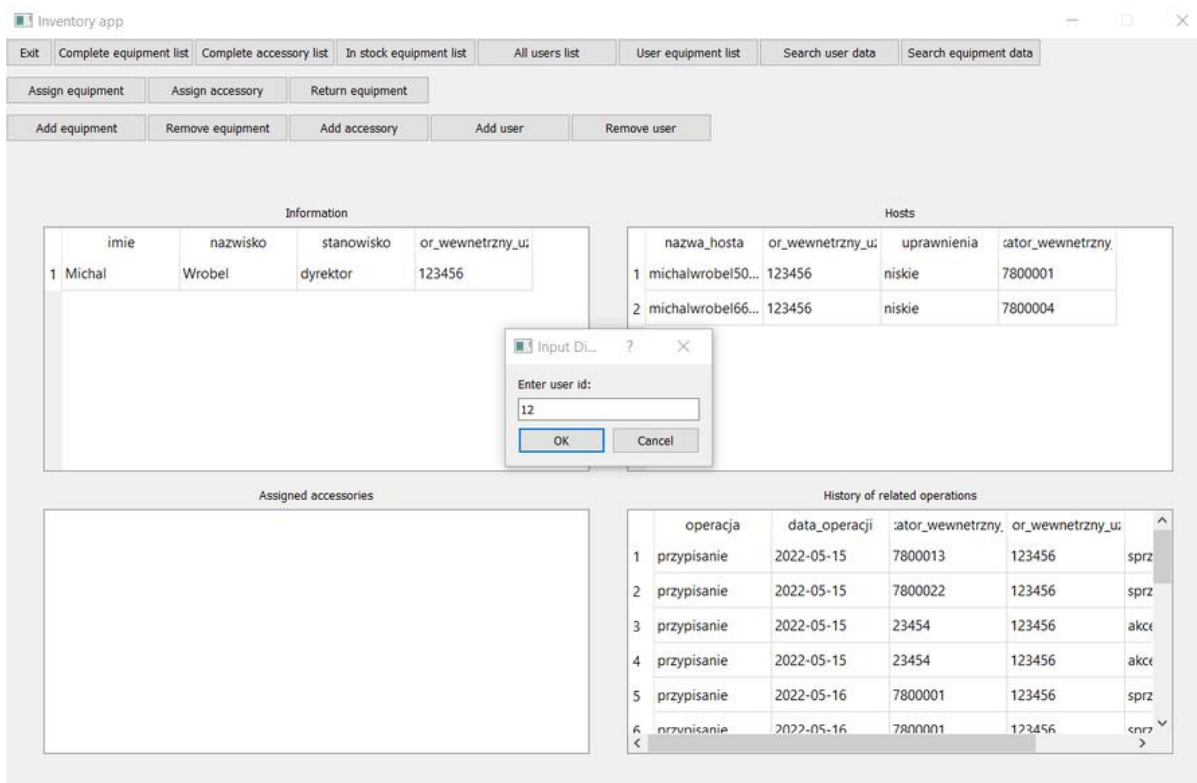 Inventory app
Exit Complete equipment list Complete accessory list In stock equipment list All users list User equipment list Search user data Search equipment data
Assign equipment Assign accessory Return equipment
Add equipment Remove equipment Add accessory Add user Remove user
Information
imie nazwisko stanowisko or_wewnetrzny_uż
1 Michal Wrobel dyrektor 123456
Hosts
nazwa_hosta or_wewnetrzny_uż uprawnienia kator_wewnetrzny_
1 michalwrobel50... 123456 niskie 7800001
2 michalwrobel66... 123456 niskie 7800004
Input Di... ?
Enter user id:
12
OK Cancel
Assigned accessories
History of related operations
operacja data_operacji kator_wewnetrzny_ or_wewnetrzny_uż
1 przypisanie 2022-05-15 7800013 123456 sprz
2 przypisanie 2022-05-15 7800022 123456 sprz
3 przypisanie 2022-05-15 23454 123456 akce
4 przypisanie 2022-05-15 23454 123456 akce
5 przypisanie 2022-05-16 7800001 123456 sprz
6 przypisanie 2022-05-16 7800001 123456 sprz